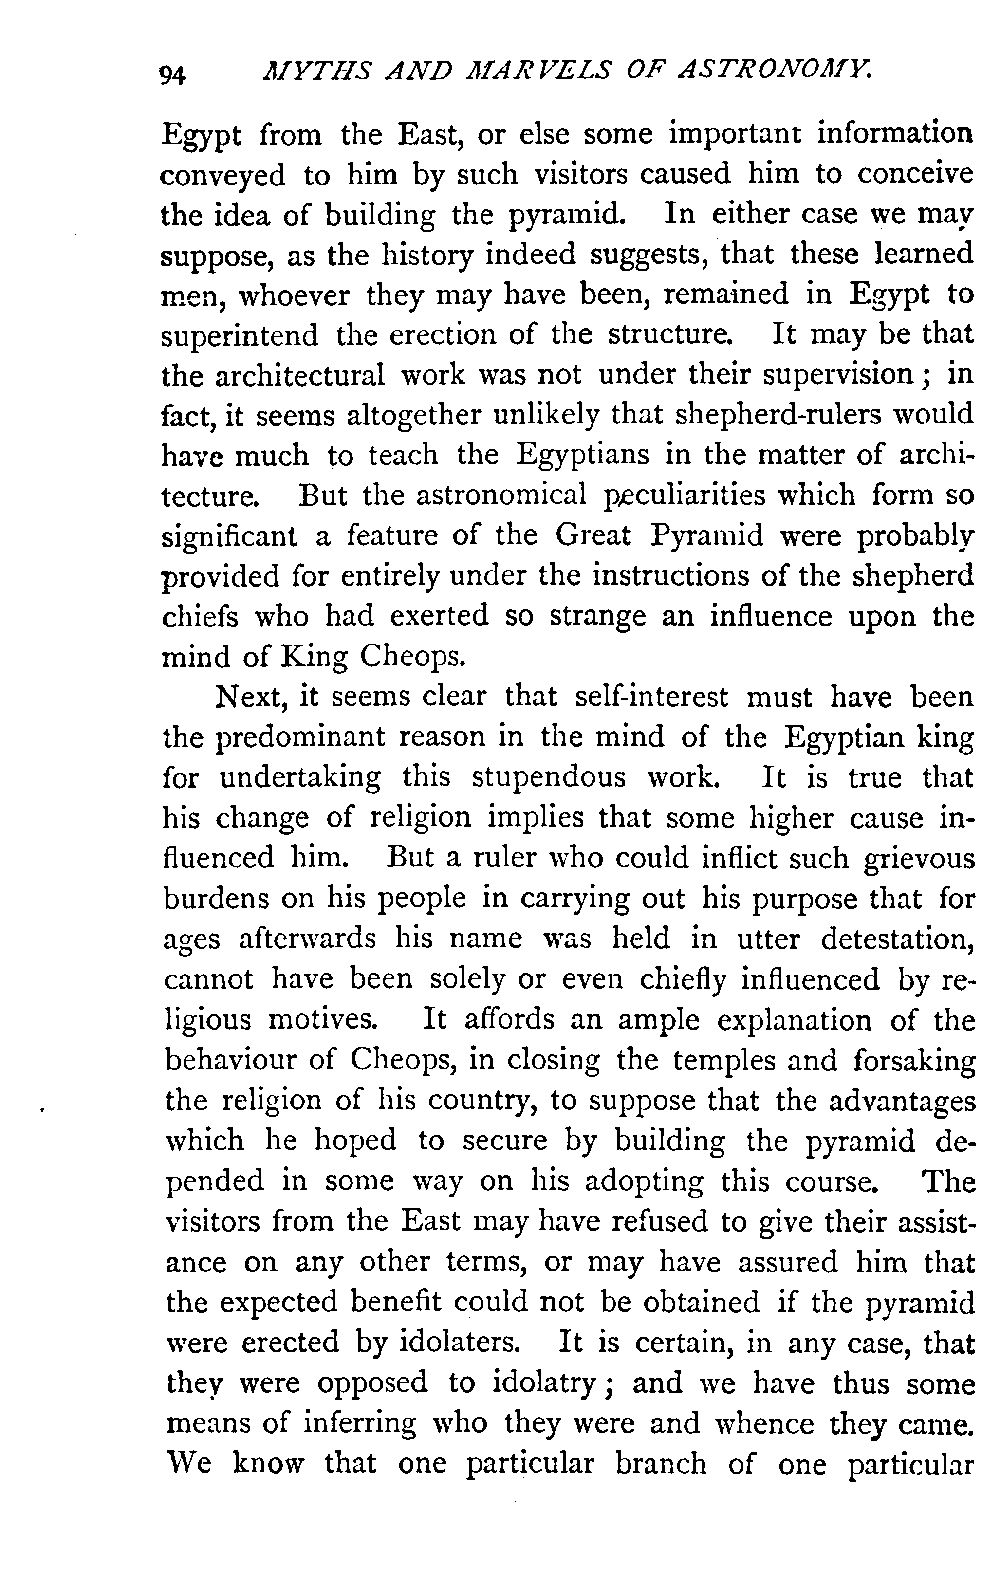 94 MYTHS AND MARVELS OF ASTRONOMY.
Egypt from the East, or else some important information
conveyed to him by such visitors caused him to conceive
the idea of building the pyramid. In either case we may
suppose, as the history indeed suggests, that these learned
men, whoever they may have been, remained in Egypt to
superintend the erection of the structure. It may be that
the architectural work was not under their supervision; in
fact, it seems altogether unlikely that shepherd-rulers would
have much to teach the Egyptians in the matter of archi-
tecture. But the astronomical peculiarities which form so
significant a feature of the Great Pyramid were probably
provided for entirely under the instructions of the shepherd
chiefs who had exerted so strange an influence upon the
mind of King Cheops.
Next, it seems clear that self-interest must have been
the predominant reason in the mind of the Egyptian king
for undertaking this stupendous work. It is true that
his change of religion implies that some higher cause in-
fluenced him. But a ruler who could inflict such grievous
burdens on his people in carrying out his purpose that for
ages afterwards his name was held in utter detestation,
cannot have been solely or even chiefly influenced by re-
ligious motives. It affords an ample explanation of the
behaviour of Cheops, in closing the temples and forsaking
the religion of his country, to suppose that the advantages
which he hoped to secure by building the pyramid de-
pended in some way on his adopting this course. The
visitors from the East may have refused to give their assist-
ance on any other terms, or may have assured him that
the expected benefit could not be obtained if the pyramid
were erected by idolaters. It is certain, in any case, that
they were opposed to idolatry; and we have thus some
means of inferring who they were and whence they came.
We know that one particular branch of one particular